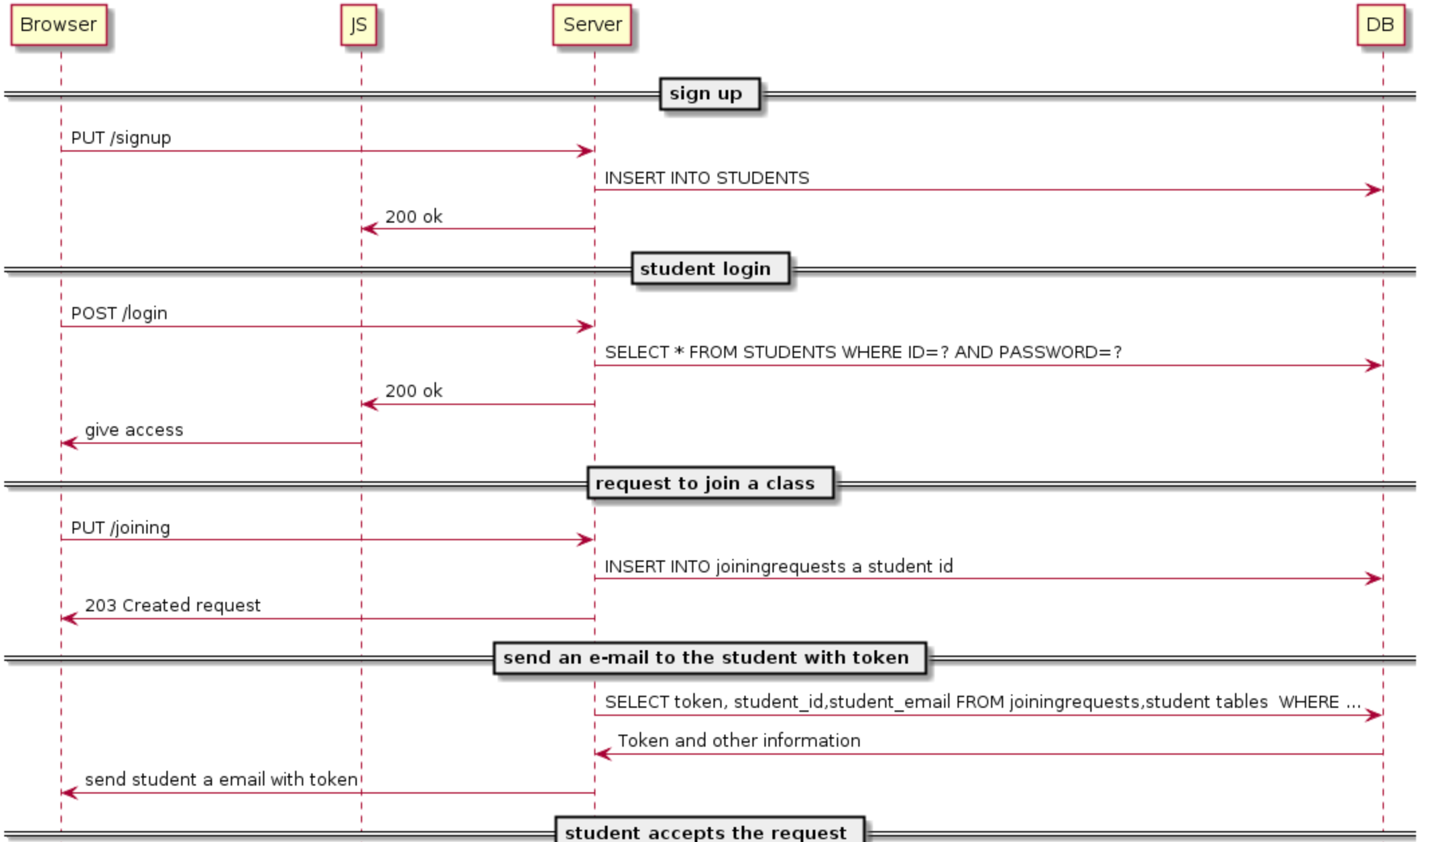 Browser JS Server DB
sign up
PUT /signup
INSERT INTO STUDENTS
200 ok
student login
POST /login
SELECT * FROM STUDENTS WHERE ID=? AND PASSWORD=?
200 ok
give access
request to join a class
PUT /joining
INSERT INTO joiningrequests a student id
203 Created request
send an e-mail to the student with token
SELECT token, student_id,student_email FROM joiningrequests,student tables  WHERE ...
Token and other information
send student a email with token
student accepts the request